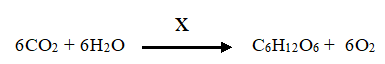 X
6CO2 + 6H2O ⟶ C6H12O6 + 6O2